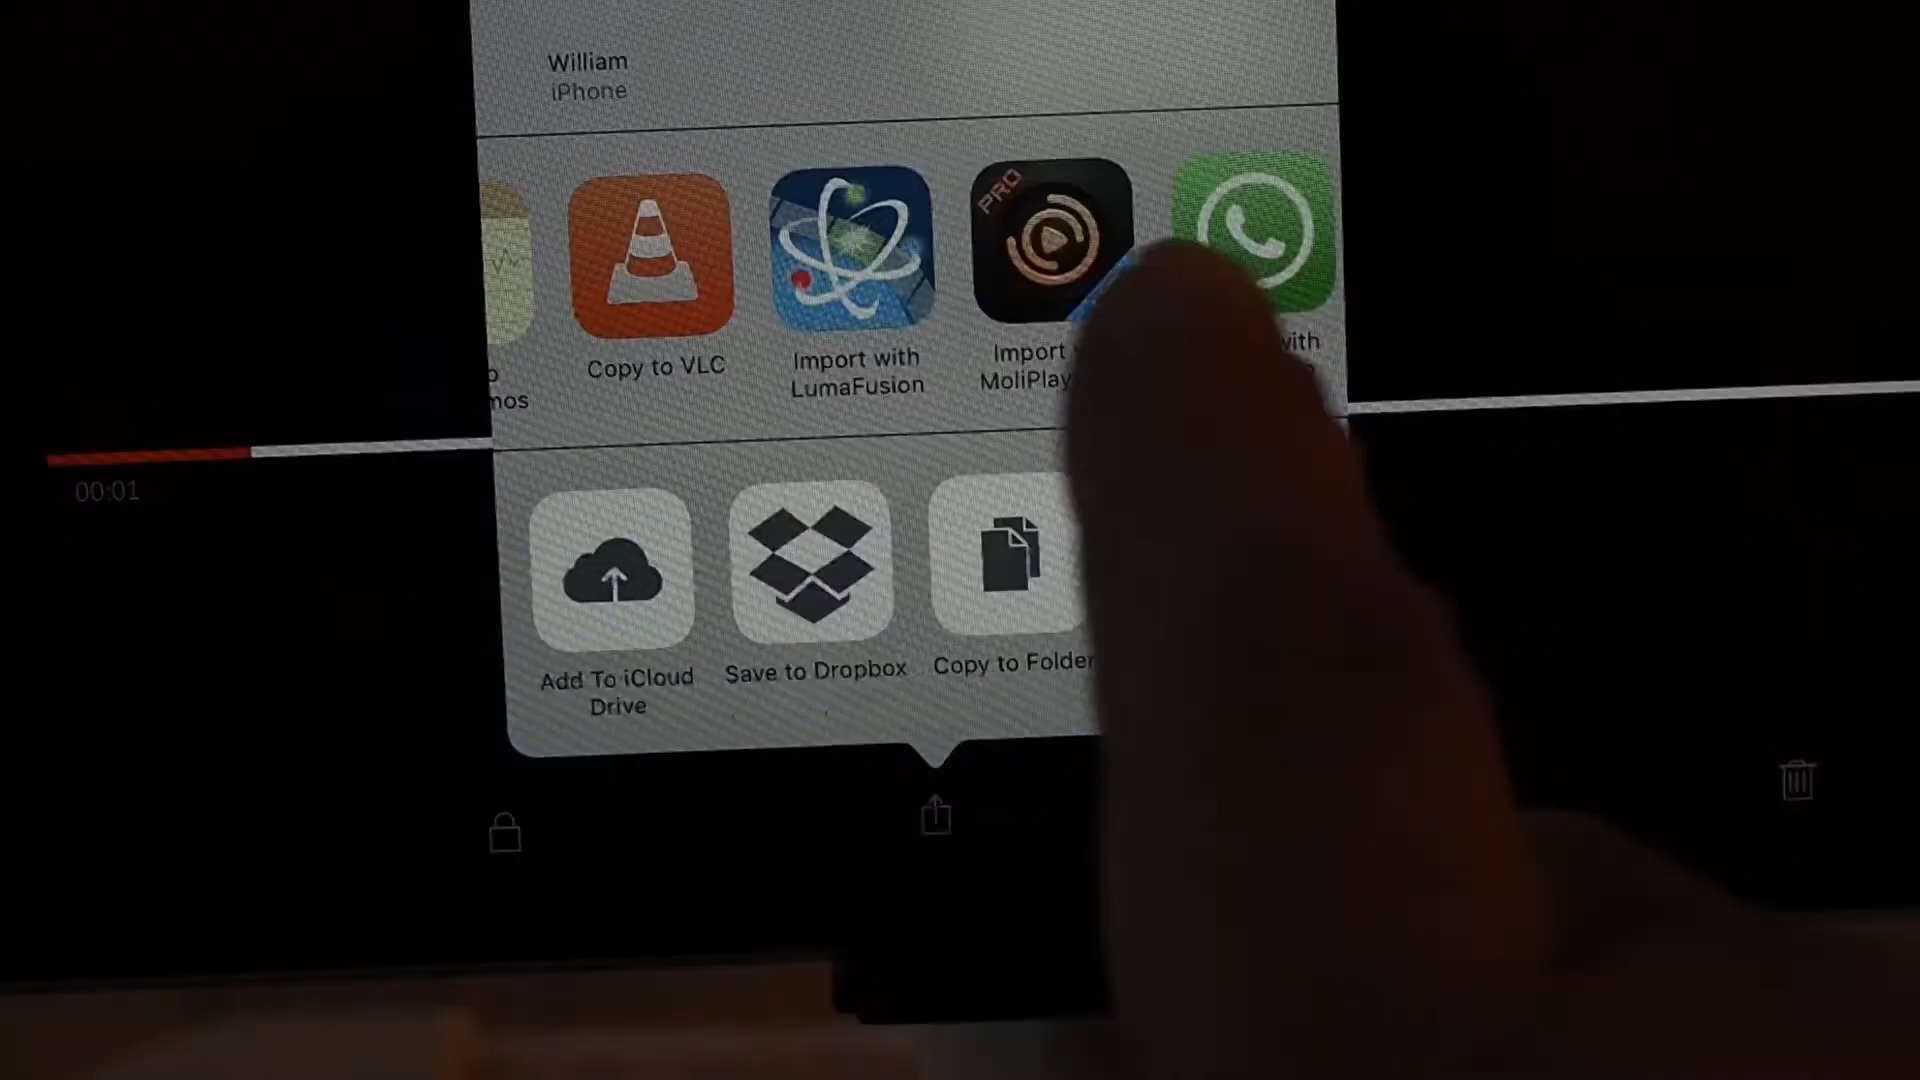 William
iPhone
PRO
Copy to VLC
Import with
LumaFusion
Import
MoliPlay
with
mos
00:01
Add To iCloud
Drive
Save to Dropbox
Copy to Folder